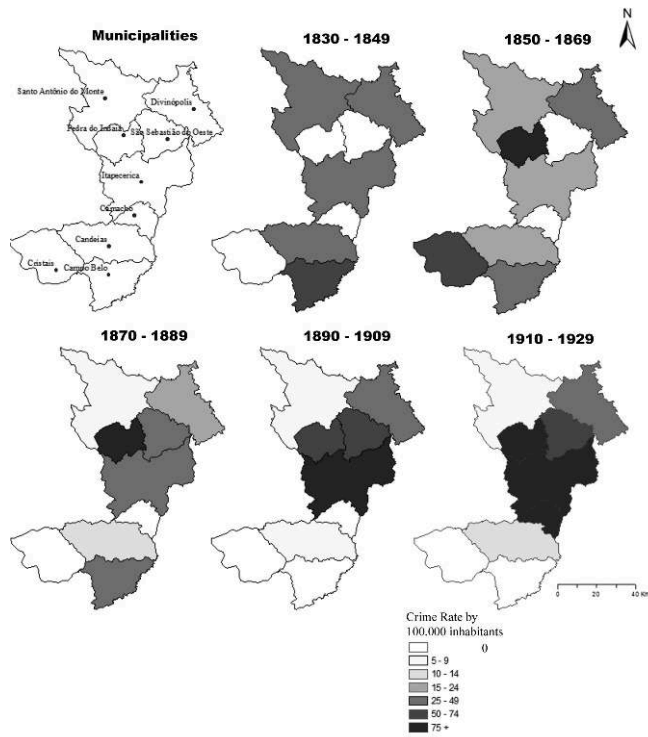 Municipalities
1830 - 1849
1850 - 1869
N
Santo Antônio do Monte
Divinópolis
Pedra do Indaiá
São Sebastião do Oeste
Itapecerica
Camacho
Candeias
Cristais
Campo Belo
1870 - 1889
1890 - 1909
1910 - 1929
0 20 40 Km
Crime Rate by
100.000 inhabitants
0
5 - 9
10 - 14
15 - 24
25 - 49
50 - 74
75 +